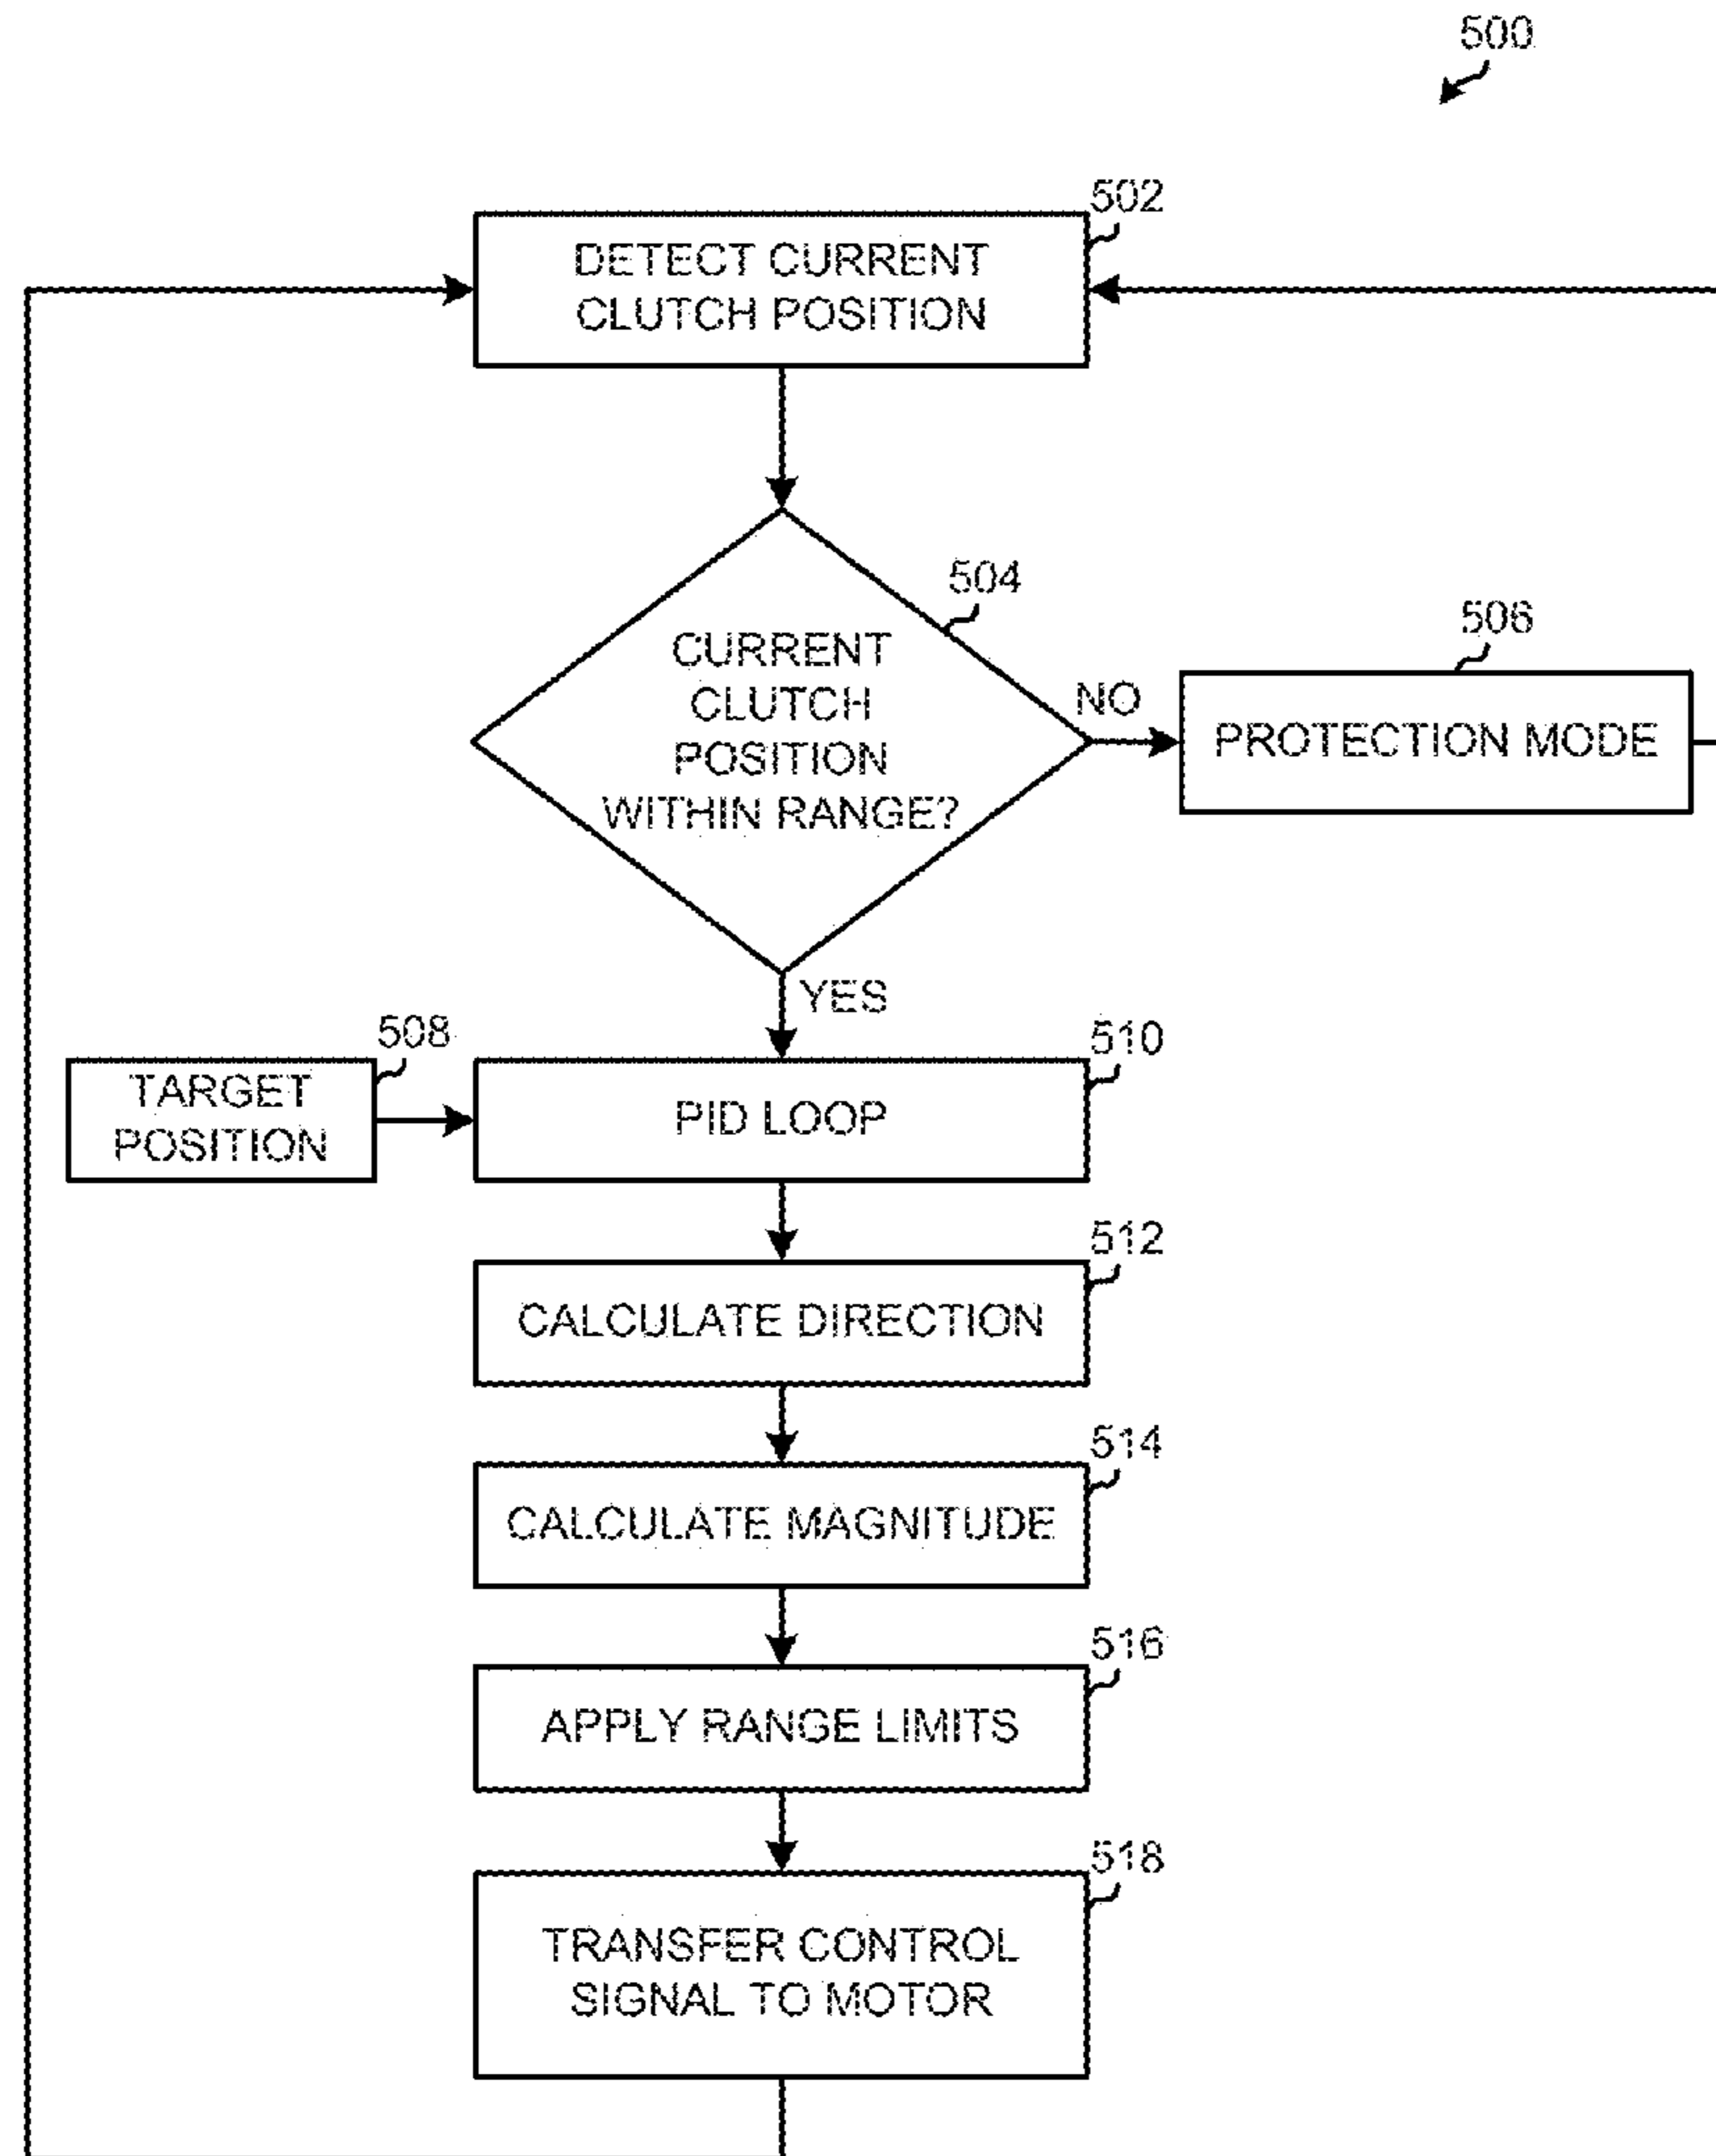 500
502
DETECT CURRENT
CLUTCH POSITION
504
CURRENT
CLUTCH
POSITION
WITHIN RANGE?
NO
506
PROTECTION MODE
YES
508
TARGET
POSITION
510
PID LOOP
512
CALCULATE DIRECTION
514
CALCULATE MAGNITUDE
516
APPLY RANGE LIMITS
518
TRANSFER CONTROL
SIGNAL TO MOTOR